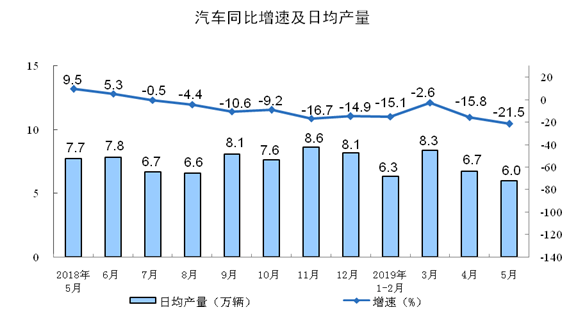 汽车同比增速及日均产量
15
10
5
0
20
0
-20
-40
-60
-80
-100
-120
-140
9.5
5.3
-0.5
-4.4
-10.6
-9.2
-16.7
-14.9
-15.1
-2.6
-15.8
-21.5
7.7
7.8
6.7
6.6
8.1
7.6
8.6
8.1
6.3
8.3
6.7
6.0
2018年
5月
6月
7月
8月
9月
10月
11月
12月
2019年
1-2月
3月
4月
5月
日均产量（万辆）
增速（%）